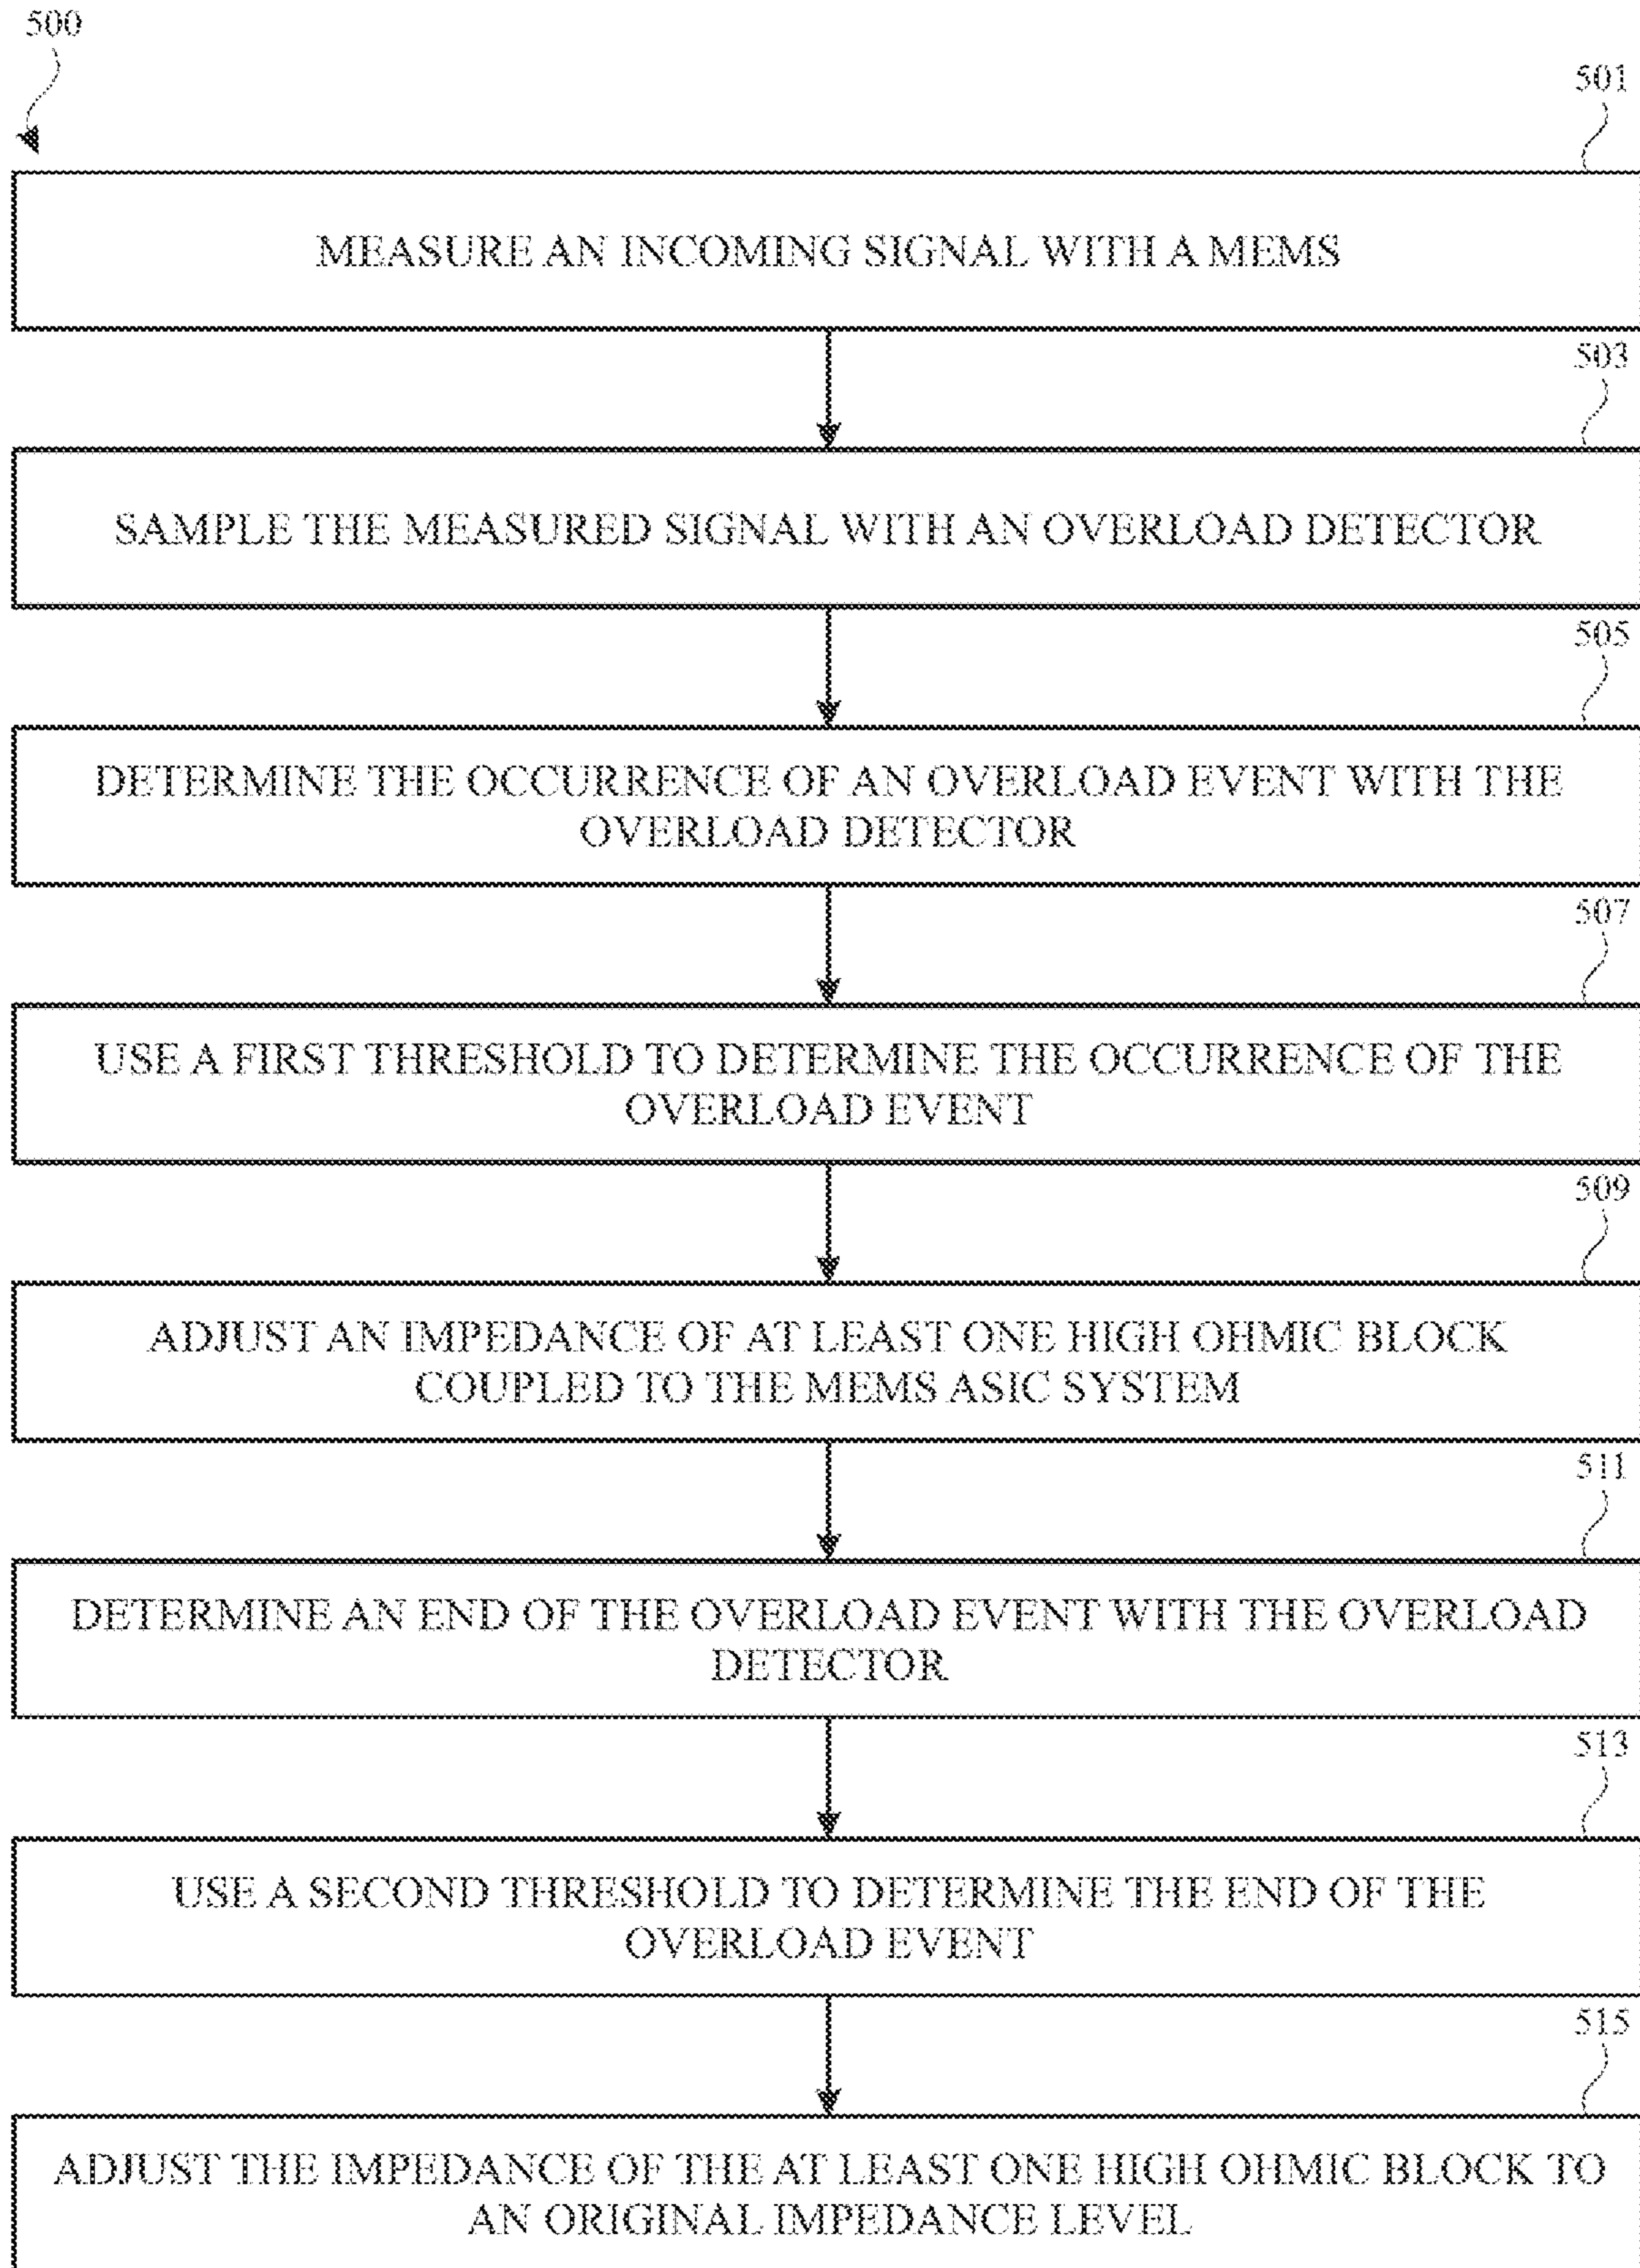 500
501
MEASURE AN INCOMING SIGNAL WITH A MEMS
503
SAMPLE THE MEASURED SIGNAL WITH AN OVERLOAD DETECTOR
505
DETERMINE THE OCCURRENCE OF AN OVERLOAD EVENT WITH THE
OVERLOAD DETECTOR
507
USE A FIRST THRESHOLD TO DETERMINE THE OCCURRENCE OF THE
OVERLOAD EVENT
509
ADJUST AN IMPEDANCE OF AT LEAST ONE HIGH OHMIC BLOCK
COUPLED TO THE MEMS ASIC SYSTEM
511
DETERMINE AN END OF THE OVERLOAD EVENT WITH THE OVERLOAD
DETECTOR
513
USE A SECOND THRESHOLD TO DETERMINE THE END OF THE
OVERLOAD EVENT
515
ADJUST THE IMPEDANCE OF THE AT LEAST ONE HIGH OHMIC BLOCK TO
AN ORIGINAL IMPEDANCE LEVEL